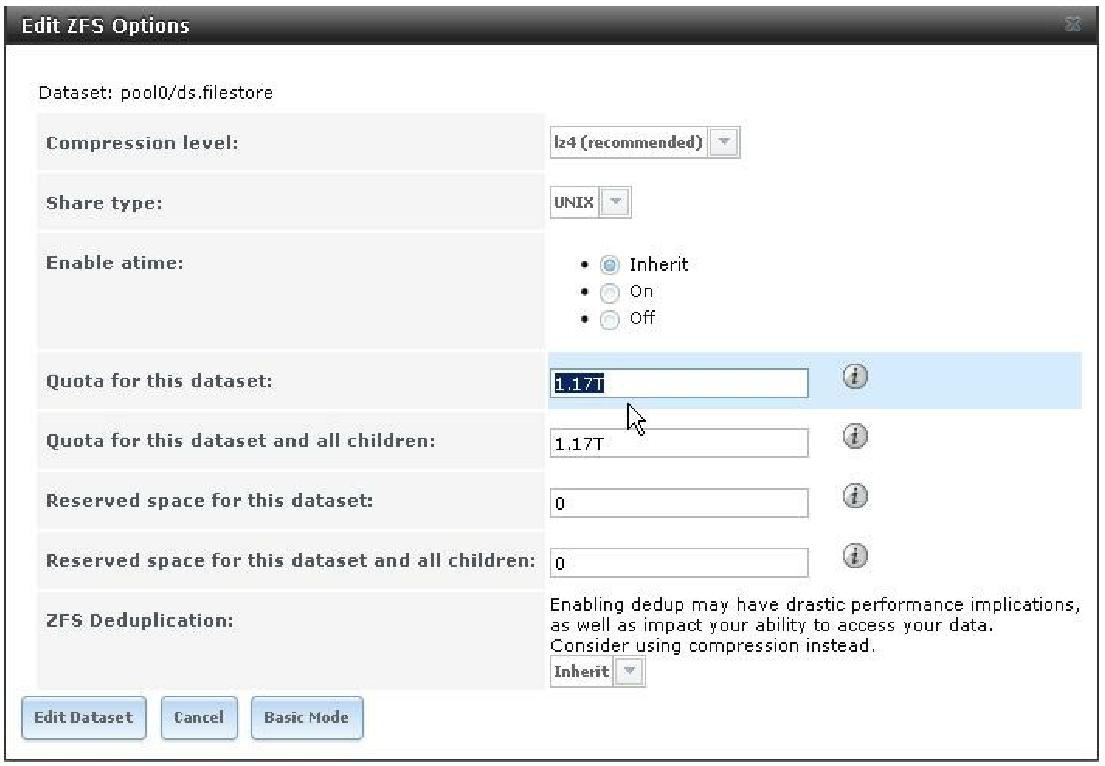 Edit ZFS Options
Dataset: pool0/ds.filestore
Compression level:
lz4 (recommended)
Share type:
UNIX
Enable atime:
Inherit
On
Off
Quota for this dataset:
1.17T
Quota for this dataset and all children:
1.17T
Reserved space for this dataset:
0
Reserved space for this dataset and all children:
0
ZFS Deduplication:
Enabling dedup may have drastic performance implications,
as well as impact your ability to access your data.
Consider using compression instead.
Inherit
Edit Dataset
Cancel
Basic Mode